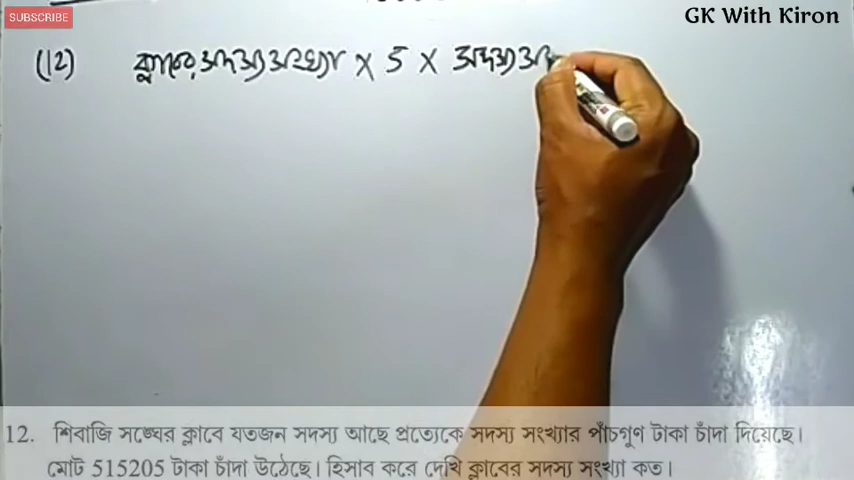 SUBSCRIBE
GK With Kiron
(12) ক্লাবের সদস্য সংখ্যা × 5 × সদস্য
12. শিবাজি সঙ্ঘের ক্লাবে যতজন সদস্য আছে প্রত্যেকে সদস্য সংখ্যার পাঁচগুণ টাকা চাঁদা দিয়েছে।
মোট 515205 টাকা চাঁদা উঠেছে। হিসাব করে দেখি ক্লাবের সদস্য সংখ্যা কত।